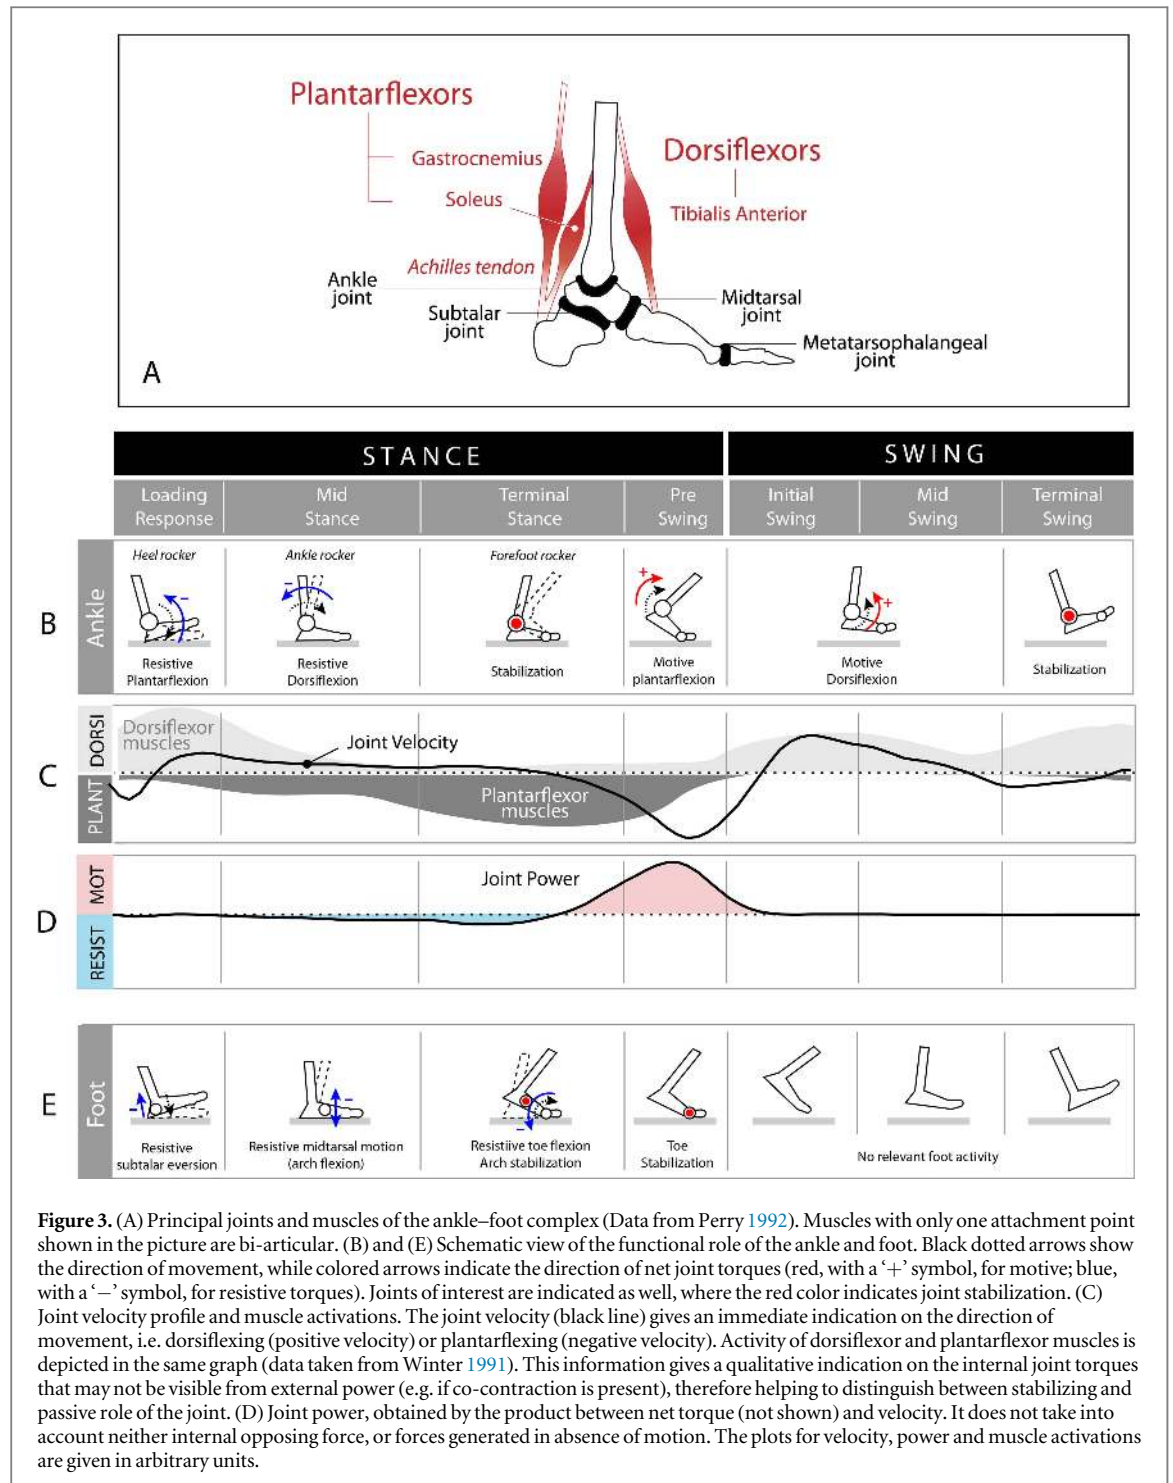 Plantarflexors
Gastrocnemius
Soleus
Achilles tendon
Dorsiflexors
Tibialis Anterior
Ankle
joint
Subtalar
joint
Midtarsal
joint
Metatarsophalangeal
joint
A
STANCE
SWING
Loading
Response
Mid
Stance
Terminal
Stance
Pre
Swing
Initial
Swing
Mid
Swing
Terminal
Swing
B
Ankle
Heel rocker
Ankle rocker
Forefoot rocker
−
−
+
+
Resistive
Plantarflexion
Resistive
Dorsiflexion
Stabilization
Motive
plantarflexion
Motive
Dorsiflexion
Stabilization
C
DORSI
PLANT
Dorsiflexor
muscles
Joint Velocity
Plantarflexor
muscles
D
MOT
RESIST
Joint Power
E
Foot
−
−
−
Resistive
subtalar eversion
Resistive midtarsal motion
(arch flexion)
Resistiive toe flexion
Arch stabilization
Toe
Stabilization
No relevant foot activity
Figure 3. (A) Principal joints and muscles of the ankle–foot complex (Data from Perry 1992). Muscles with only one attachment point
shown in the picture are bi-articular. (B) and (E) Schematic view of the functional role of the ankle and foot. Black dotted arrows show
the direction of movement, while colored arrows indicate the direction of net joint torques (red, with a ‘+’ symbol, for motive; blue,
with a ‘−’ symbol, for resistive torques). Joints of interest are indicated as well, where the red color indicates joint stabilization. (C)
Joint velocity profile and muscle activations. The joint velocity (black line) gives an immediate indication on the direction of
movement, i.e. dorsiflexing (positive velocity) or plantarflexing (negative velocity). Activity of dorsiflexor and plantarflexor muscles is
depicted in the same graph (data taken from Winter 1991). This information gives a qualitative indication on the internal joint torques
that may not be visible from external power (e.g. if co-contraction is present), therefore helping to distinguish between stabilizing and
passive role of the joint. (D) Joint power, obtained by the product between net torque (not shown) and velocity. It does not take into
account neither internal opposing force, or forces generated in absence of motion. The plots for velocity, power and muscle activations
are given in arbitrary units.